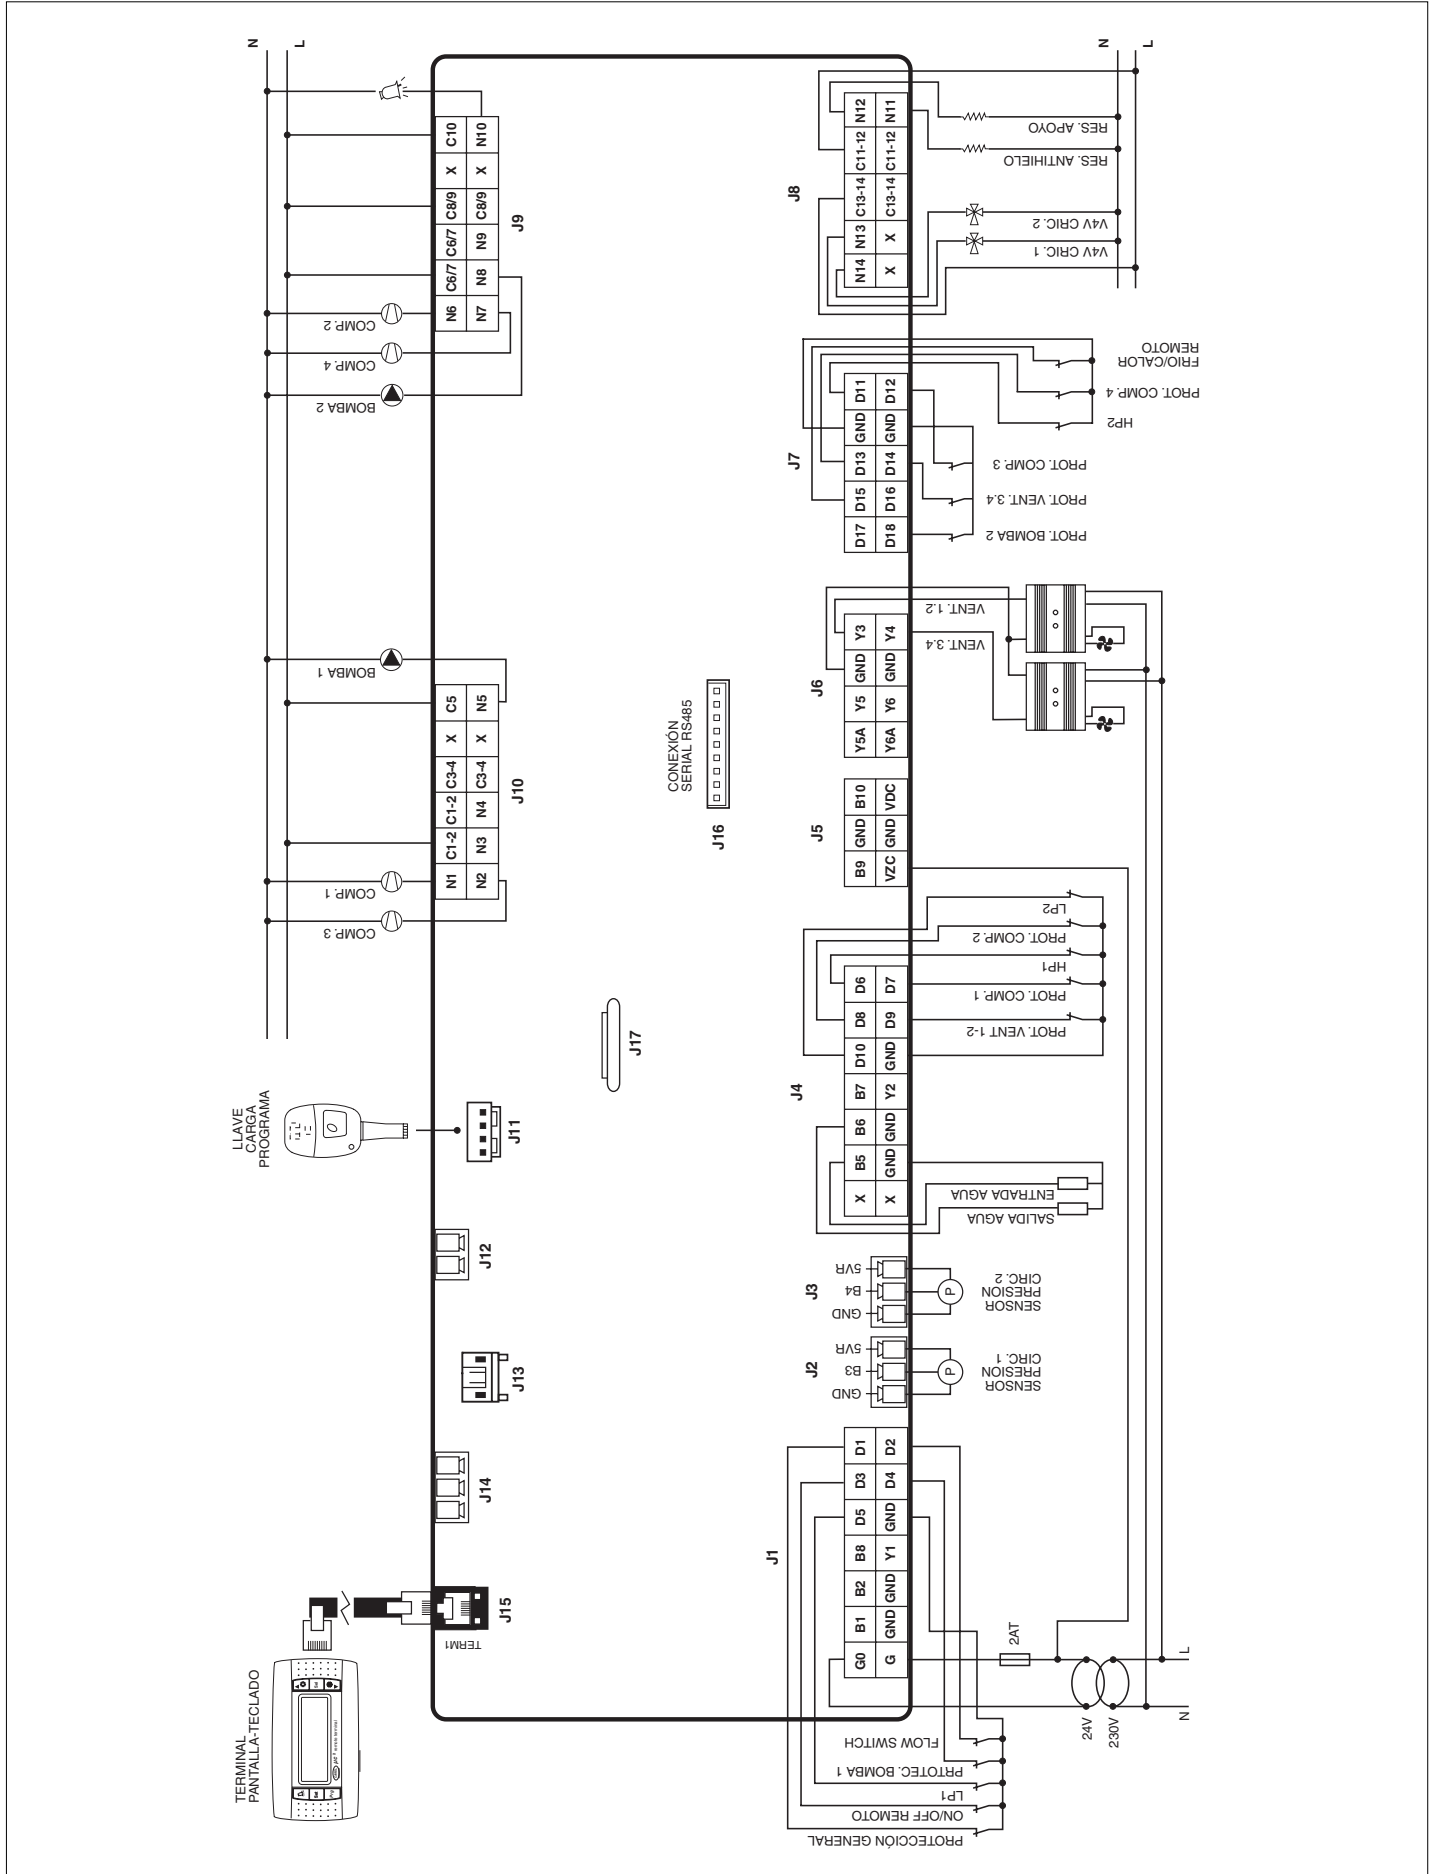 N
L
N
L
C10
X
C8/9
C6/7
C6/7
N6
N10
X
C8/9
N9
N8
N7
J9
COMP. 2
COMP. 4
BOMBA 2
N12
C11-12
C13-14
N13
N14
N11
C11-12
C13-14
X
X
J8
RES. APOYO
RES. ANTIHIELO
V4V CRIC. 2
V4V CRIC. 1
FRIO/CALOR
REMOTO
PROT. COMP. 4
HP2
D11
GND
D13
D15
D17
D12
GND
D14
D16
D18
J7
PROT. COMP. 3
PROT. VENT. 3.4
PROT. BOMBA 2
BOMBA 1
C5
X
C3-4
C1-2
C1-2
N1
N5
X
C3-4
N4
N3
N2
J10
COMP. 1
COMP. 3
CONEXIÓN
SERIAL RS485
J16
VENT. 1.2
VENT. 3.4
Y3
GND
Y5
Y5A
Y4
GND
Y6
Y6A
J6
B10
GND
B9
VDC
GND
VZC
J5
LP2
PROT. COMP. 2
HP1
PROT. COMP. 1
PROT. VENT 1-2
D6
D8
D10
B7
B6
B5
X
D7
D9
GND
Y2
GND
GND
X
J4
ENTRADA AGUA
SALIDA AGUA
J17
LLAVE
CARGA
PROGRAMA
J11
J12
J13
J14
J15
TERM1
TERMINAL
PANTALLA-TECLADO
Set
Set
Prg
J3
5VR
B4
GND
P
SENSOR
PRESION
CIRC. 2
J2
5VR
B3
GND
P
SENSOR
PRESION
CIRC. 1
J1
D1
D3
D5
B8
B2
B1
G0
D2
D4
GND
Y1
GND
GND
G
2AT
L
N
24V
230V
FLOW SWITCH
PRTOTEC. BOMBA 1
LP1
ON/OFF REMOTO
PROTECCIÓN GENERAL